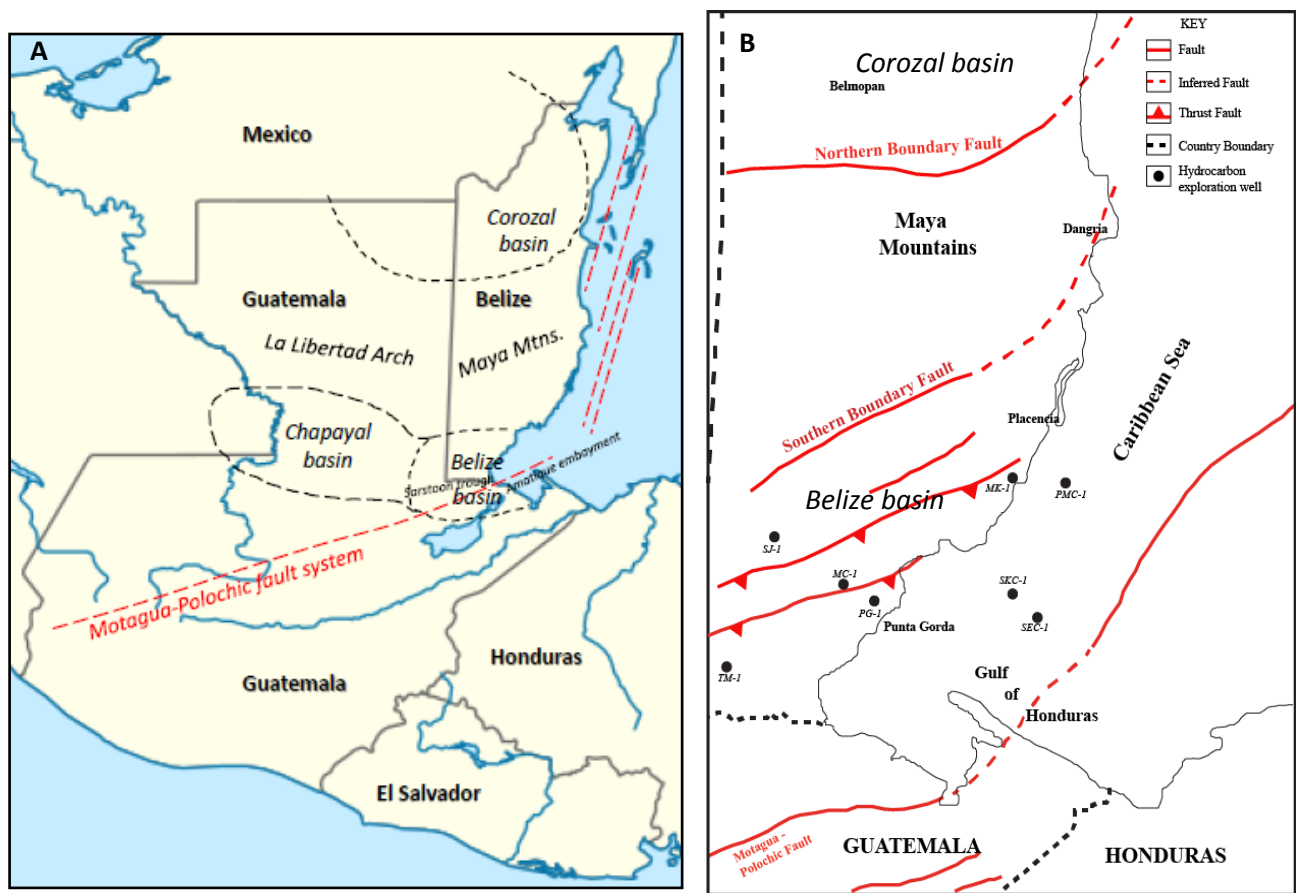 A
Mexico
Corozal
basin
Guatemala
Belize
La Libertad Arch
Maya Mtns.
Chapayal
basin
Belize
Sarstoon trough
basin
Amatique embayment
Motagua-Polochic fault system
Honduras
Guatemala
El Salvador
B
Corozal basin
Belmopan
Northern Boundary Fault
Maya
Mountains
Dangria
Southern Boundary Fault
Placencia
Caribbean Sea
Belize basin
MK-1
PMC-1
SJ-1
MC-1
PG-1
SKC-1
SEC-1
Punta Gorda
TM-1
Gulf
of
Honduras
Motagua -
Polochic Fault
GUATEMALA
HONDURAS
KEY
Fault
Inferred Fault
Thrust Fault
Country Boundary
Hydrocarbon
exploration well